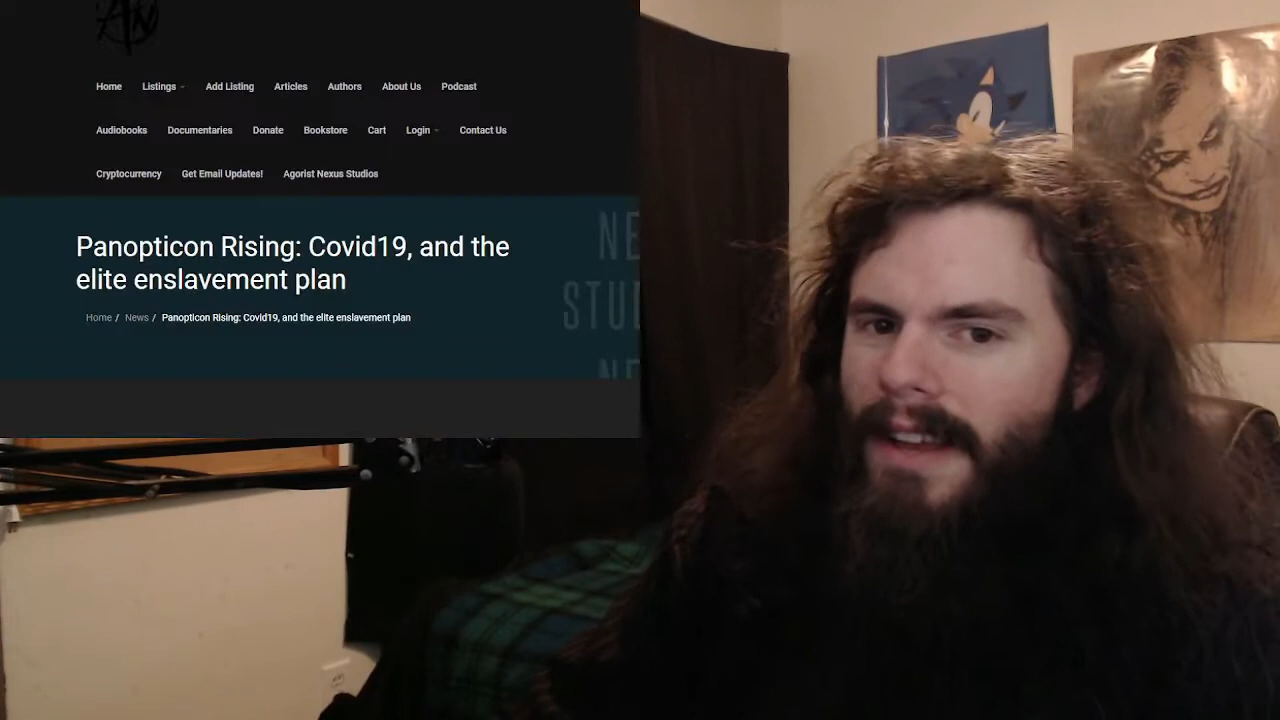 Home Listings Add Listing Articles Authors About Us Podcast
Audiobooks Documentaries Donate Bookstore Cart Login Contact Us
Cryptocurrency Get Email Updates! Agorist Nexus Studios
Panopticon Rising: Covid19, and the
elite enslavement plan
Home / News / Panopticon Rising: Covid19, and the elite enslavement plan